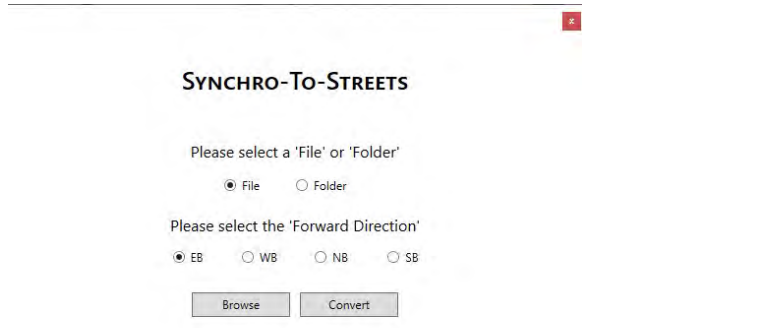 x
SYNCHRO-TO-STREETS
Please select a 'File' or 'Folder'
File Folder
Please select the 'Forward Direction'
EB WB NB SB
Browse Convert